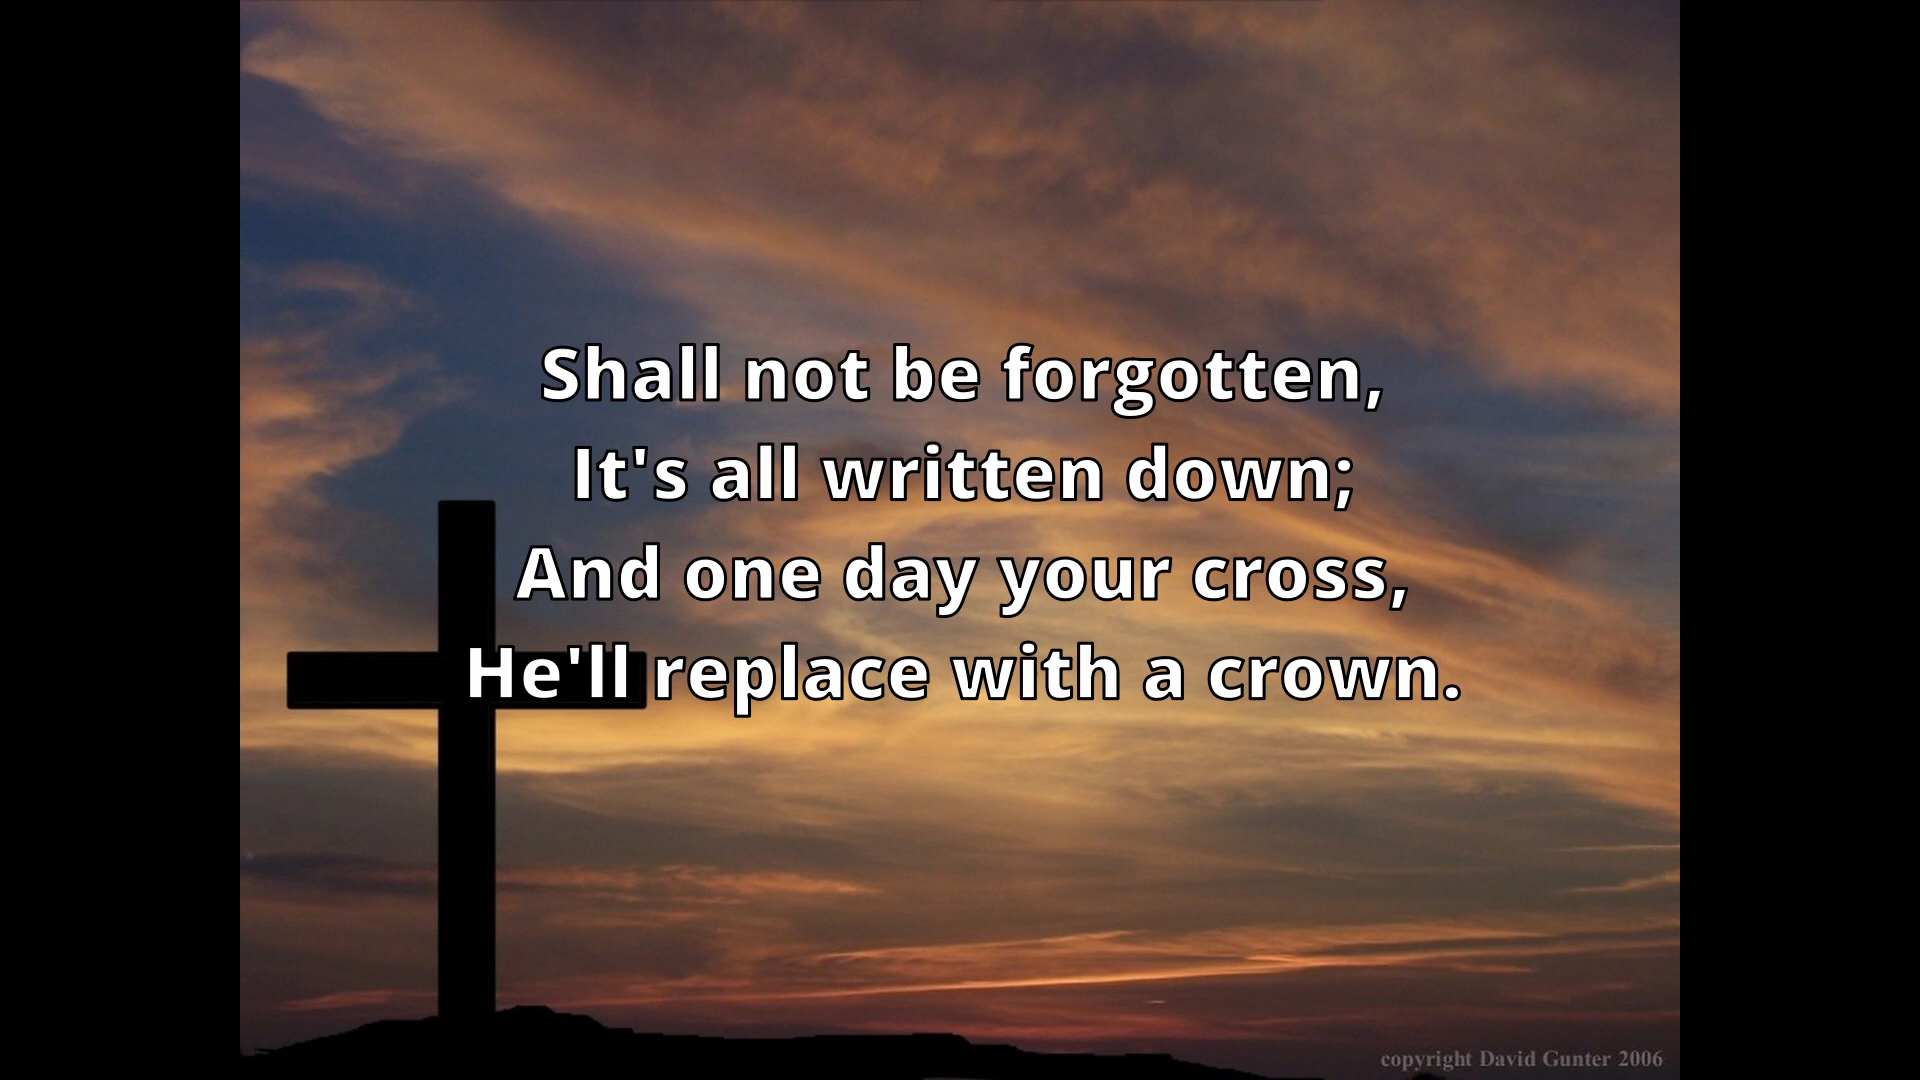 Shall not be forgotten,
It's all written down;
And one day your cross,
He'll replace with a crown.
copyright David Gunter 2006